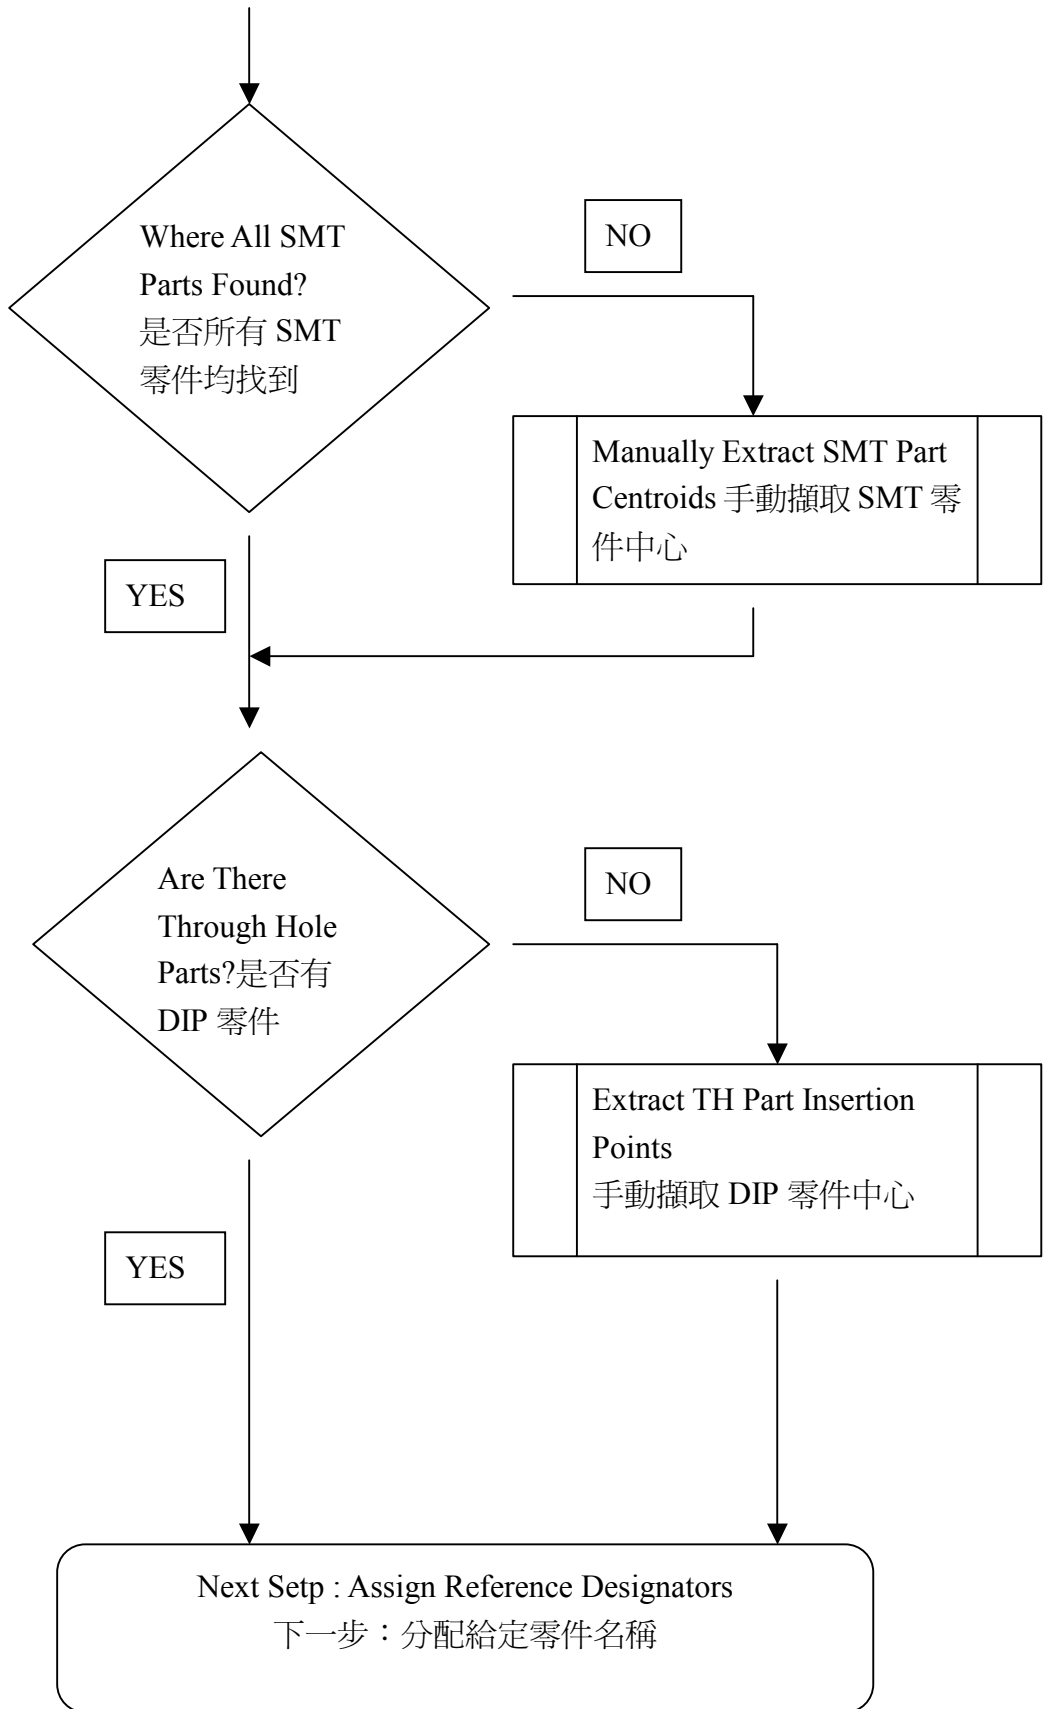 Where All SMT
Parts Found?
是否所有 SMT
零件均找到
NO
Manually Extract SMT Part
Centroids 手動擷取 SMT 零
件中心
YES
Are There
Through Hole
Parts?是否有
DIP 零件
NO
Extract TH Part Insertion
Points
手動擷取 DIP 零件中心
YES
Next Setp : Assign Reference Designators
下一步：分配給定零件名稱